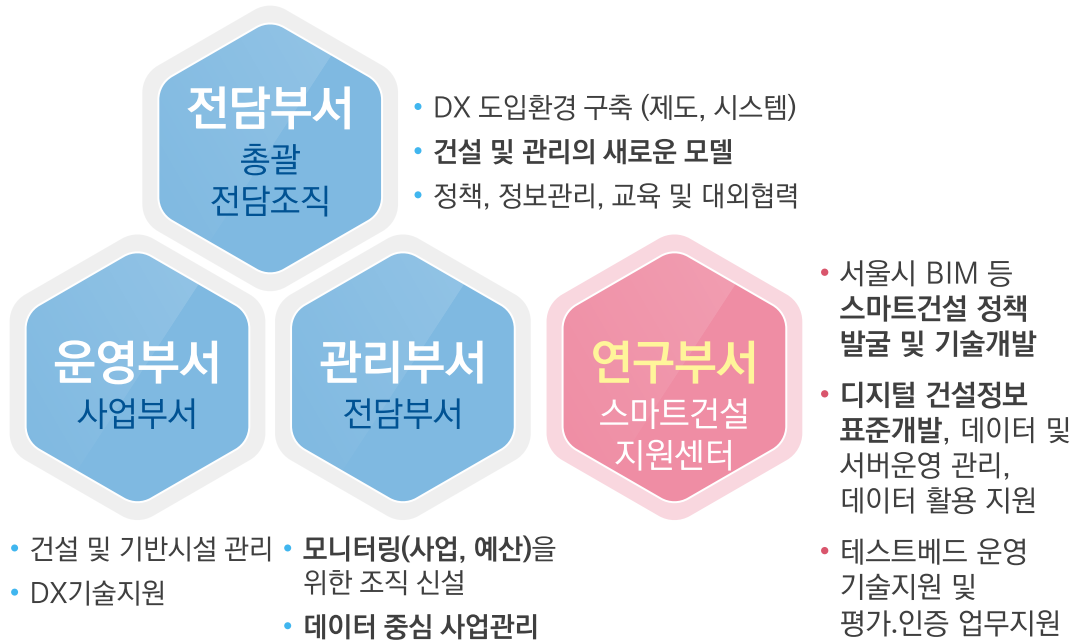 전담부서
총괄
전담조직
• DX 도입환경 구축 (제도, 시스템)
• 건설 및 관리의 새로운 모델
• 정책, 정보관리, 교육 및 대외협력
운영부서
사업부서
• 건설 및 기반시설 관리
• DX기술지원
관리부서
전담부서
• 모니터링(사업, 예산)을
위한 조직 신설
• 데이터 중심 사업관리
연구부서
스마트건설
지원센터
• 서울시 BIM 등
스마트건설 정책
발굴 및 기술개발
• 디지털 건설정보
표준개발, 데이터 및
서버운영 관리,
데이터 활용 지원
• 테스트베드 운영
기술지원 및
평가.인증 업무지원